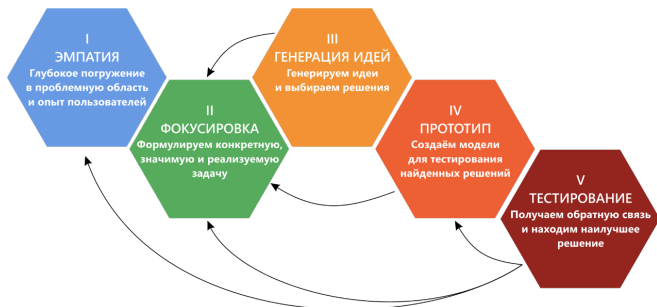 I
ЭМПАТИЯ
Глубокое погружение
в проблемную область
и опыт пользователей
II
ФОКУСИРОВКА
Формулируем конкретную,
значимую и реализуемую
задачу
III
ГЕНЕРАЦИЯ ИДЕЙ
Генерируем идеи
и выбираем решения
IV
ПРОТОТИП
Создаём модели
для тестирования
найденных решений
V
ТЕСТИРОВАНИЕ
Получаем обратную связь
и находим наилучшее
решение